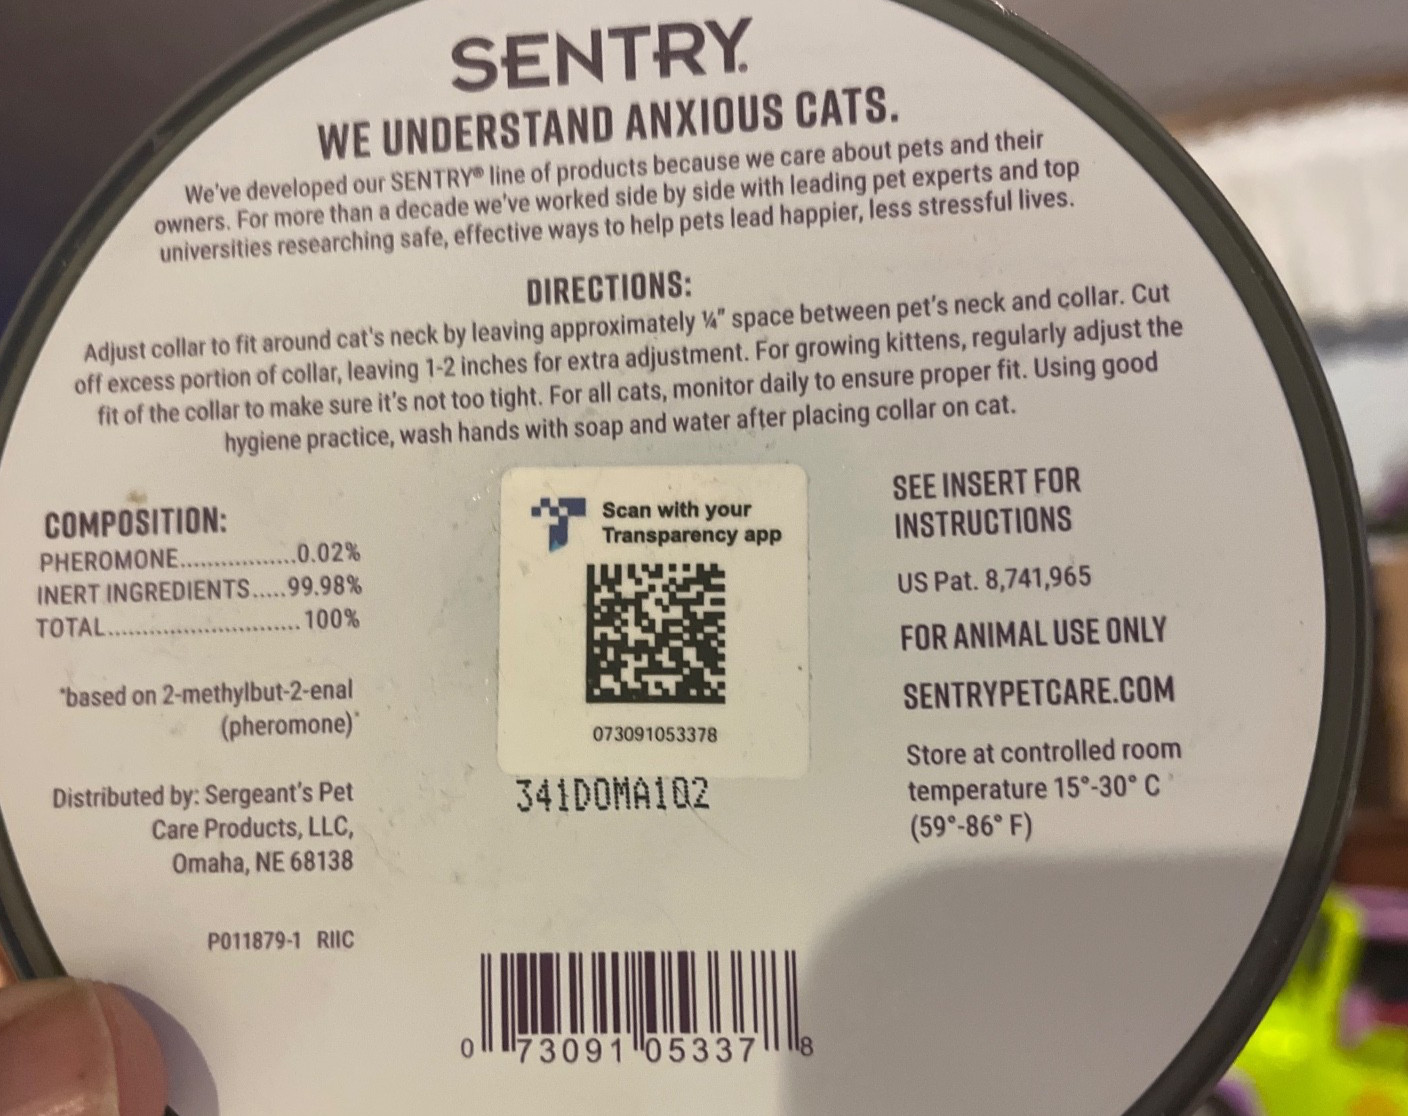 SENTRY.
WE UNDERSTAND ANXIOUS CATS.
We've developed our SENTRY® line of products because we care about pets and their
owners. For more than a decade we've worked side by side with leading pet experts and top
universities researching safe, effective ways to help pets lead happier, less stressful lives.
DIRECTIONS:
Adjust collar to fit around cat's neck by leaving approximately ¼" space between pet's neck and collar. Cut
off excess portion of collar, leaving 1-2 inches for extra adjustment. For growing kittens, regularly adjust the
fit of the collar to make sure it's not too tight. For all cats, monitor daily to ensure proper fit. Using good
hygiene practice, wash hands with soap and water after placing collar on cat.
COMPOSITION:
PHEROMONE.................0.02%
INERT INGREDIENTS.....99.98%
TOTAL............................100%
*based on 2-methylbut-2-enal
(pheromone)*
Distributed by: Sergeant's Pet
Care Products, LLC,
Omaha, NE 68138
P011879-1 RIIC
Scan with your
Transparency app
073091053378
341DOMA102
0 73091 05337 8
SEE INSERT FOR
INSTRUCTIONS
US Pat. 8,741,965
FOR ANIMAL USE ONLY
SENTRYPETCARE.COM
Store at controlled room
temperature 15°-30° C
(59°-86° F)